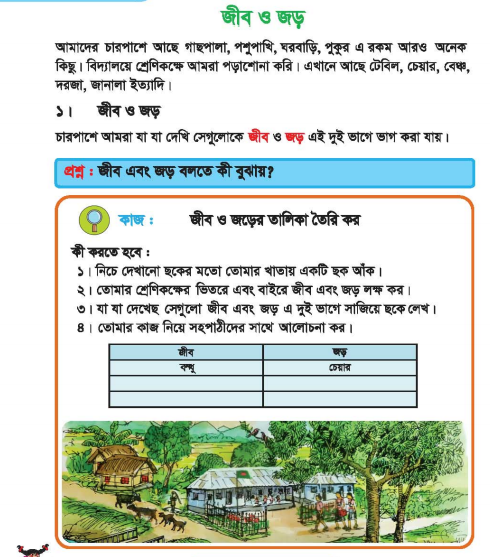 জীব ও জড়
আমাদের চারপাশে আছে গাছপালা, পশুপাখি, ঘরবাড়ি, পুকুর এ রকম আরও অনেক
কিছু। বিদ্যালয়ে শ্রেণিকক্ষে আমরা পড়াশোনা করি। এখানে আছে টেবিল, চেয়ার, বেঞ্চ,
দরজা, জানালা ইত্যাদি।
১। জীব ও জড়
চারপাশে আমরা যা যা দেখি সেগুলোকে জীব ও জড় এই দুই ভাগে ভাগ করা যায়।
প্রশ্ন : জীব এবং জড় বলতে কী বুঝায়?
কাজ : জীব ও জড়ের তালিকা তৈরি কর
কী করতে হবে :
১। নিচে দেখানো ছকের মতো তোমার খাতায় একটি ছক আঁক।
২। তোমার শ্রেণিকক্ষের ভিতরে এবং বাইরে জীব এবং জড় লক্ষ কর।
৩। যা যা দেখেছ সেগুলো জীব এবং জড় এ দুই ভাগে সাজিয়ে ছকে লেখ।
৪। তোমার কাজ নিয়ে সহপাঠীদের সাথে আলোচনা কর।
জীব জড়
বন্ধু চেয়ার